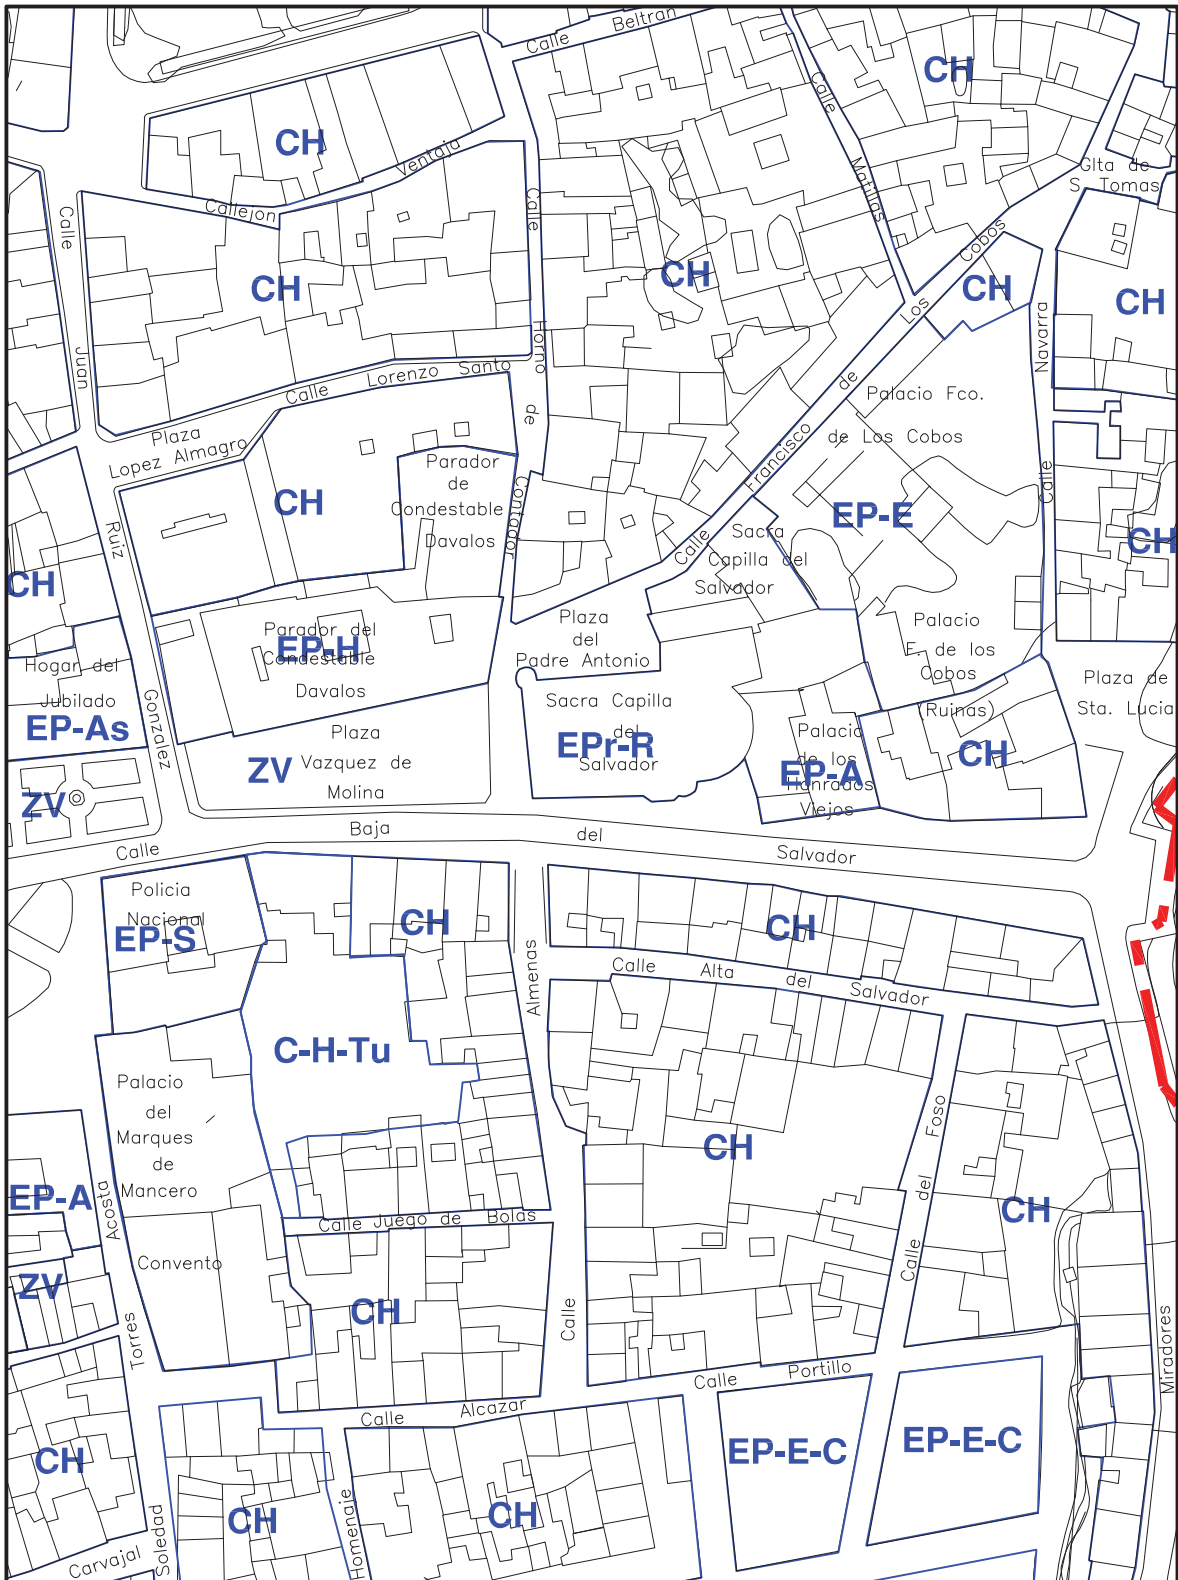 Calle Beltran
CH
Calle
CH
Ventaja
Matillas
Glta de
S. Tomas
Callejon
Calle
Calle
Cobos
CH
CH
CH
CH
Los
Horno
Navarra
Juan
Calle Lorenzo Santo
de
Palacio Fco.
de Los Cobos
Plaza
Lopez Almagro
de
Francisco
Parador
de
Condestable
Davalos
CH
Calle
Contador
EP-E
Ruiz
Sacra
Capilla del
Salvador
Calle
CH
CH
Plaza
del
Padre Antonio
Palacio
F. de los
Cobos
(Ruinas)
Parador del
EP-H
Condestable
Davalos
Hogar del
Jubilado
EP-As
Gonzalez
Plaza de
Sta. Lucia
Sacra Capilla
del
EPr-R
Salvador
Palacio
de los
EP-A
Honrados
Viejos
CH
Plaza
ZV
Vazquez de
Molina
ZV
Calle Baja del Salvador
Policia
Nacional
EP-S
CH
CH
Almenas
Calle Alta del Salvador
C-H-Tu
Palacio
del
Marques
de
Mancero
Foso
CH
EP-A
Acosta
del
CH
Calle Juego de Bolas
Convento
Calle
ZV
CH
Calle
Torres
Miradores
Calle Portillo
Calle Alcazar
EP-E-C
EP-E-C
CH
CH
CH
Soledad
Homenaje
Carvajal